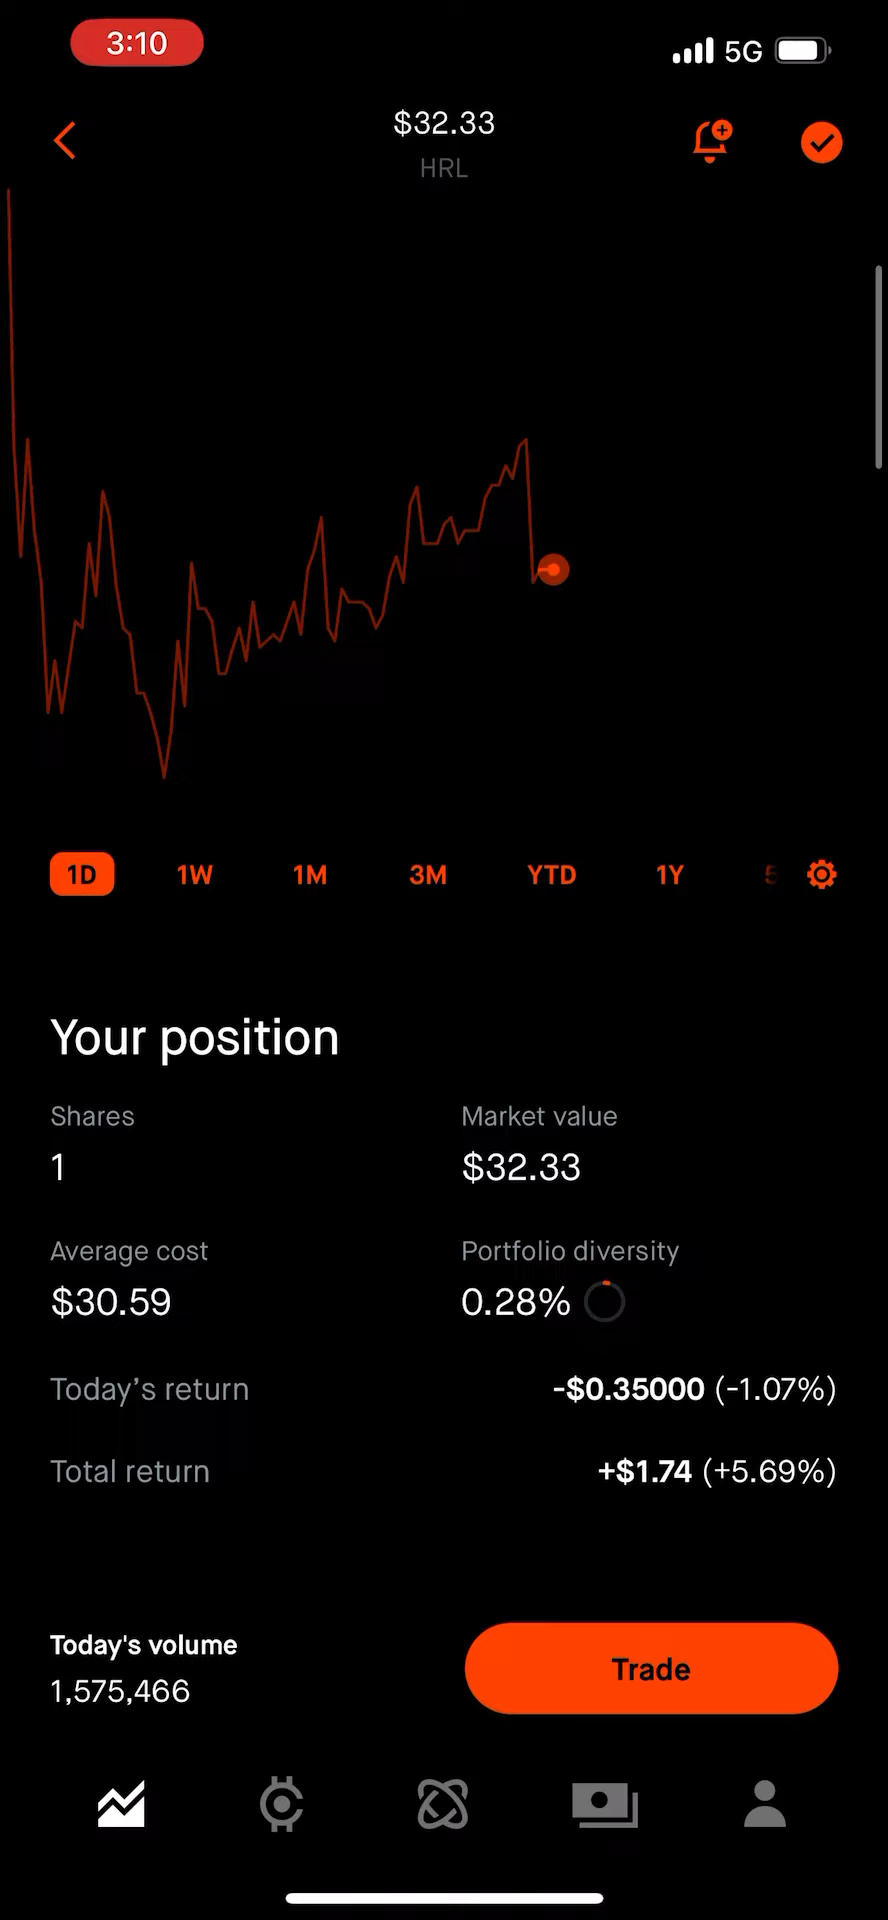 3:10
5G
$32.33
HRL
1D 1W 1M 3M YTD 1Y 5
Your position
Shares Market value
1 $32.33
Average cost Portfolio diversity
$30.59 0.28%
Today’s return -$0.35000 (-1.07%)
Total return +$1.74 (+5.69%)
Today's volume
1,575,466
Trade